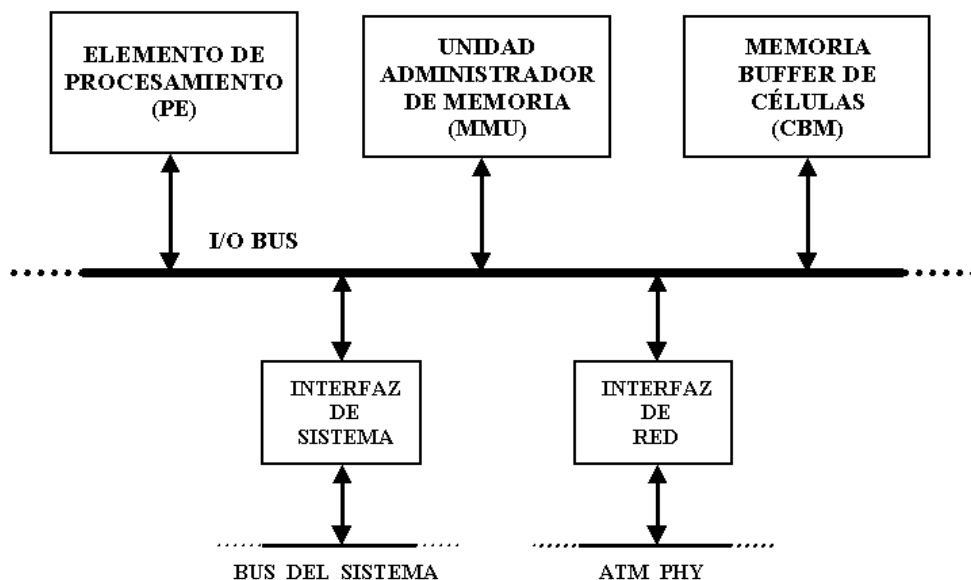 ELEMENTO DE
PROCESAMIENTO
(PE)
UNIDAD
ADMINISTRADOR
DE MEMORIA
(MMU)
MEMORIA
BUFFER DE
CÉLULAS
(CBM)
I/O BUS
INTERFAZ
DE
SISTEMA
INTERFAZ
DE
RED
BUS DEL SISTEMA
ATM PHY